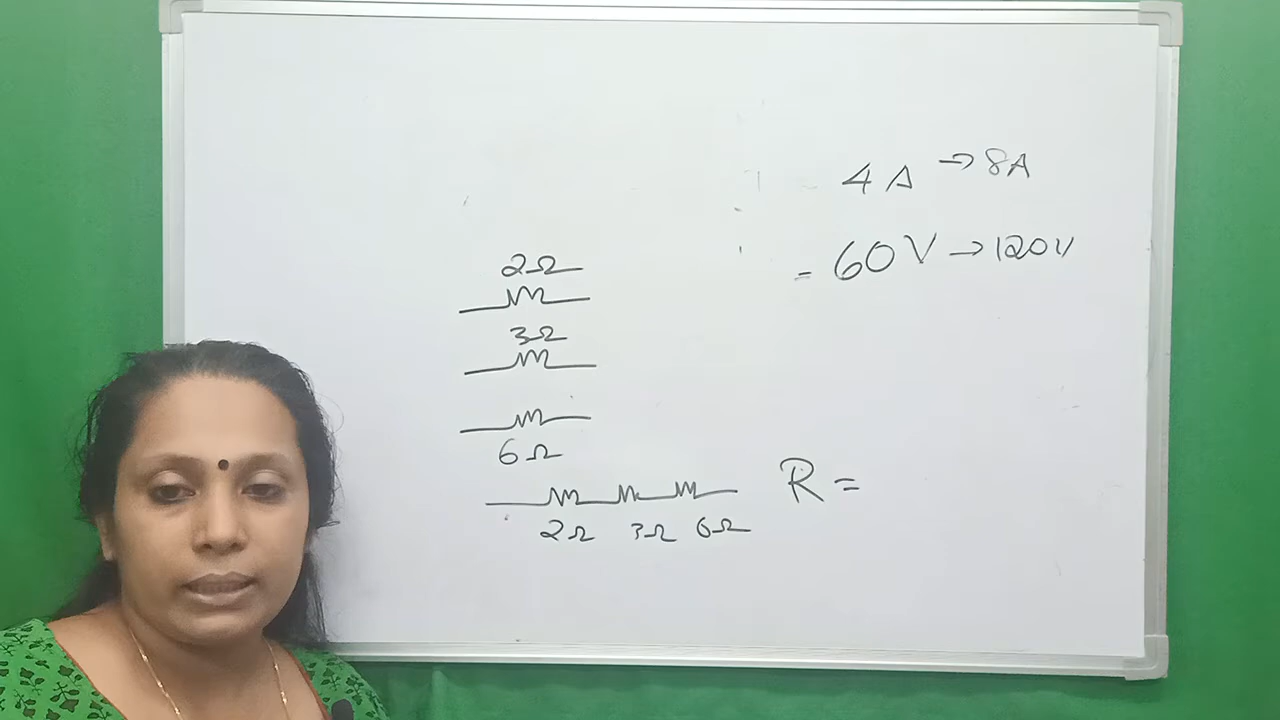 4A → 8A
= 60V → 120V
2Ω
3Ω
6Ω
R =
2Ω 3Ω 6Ω